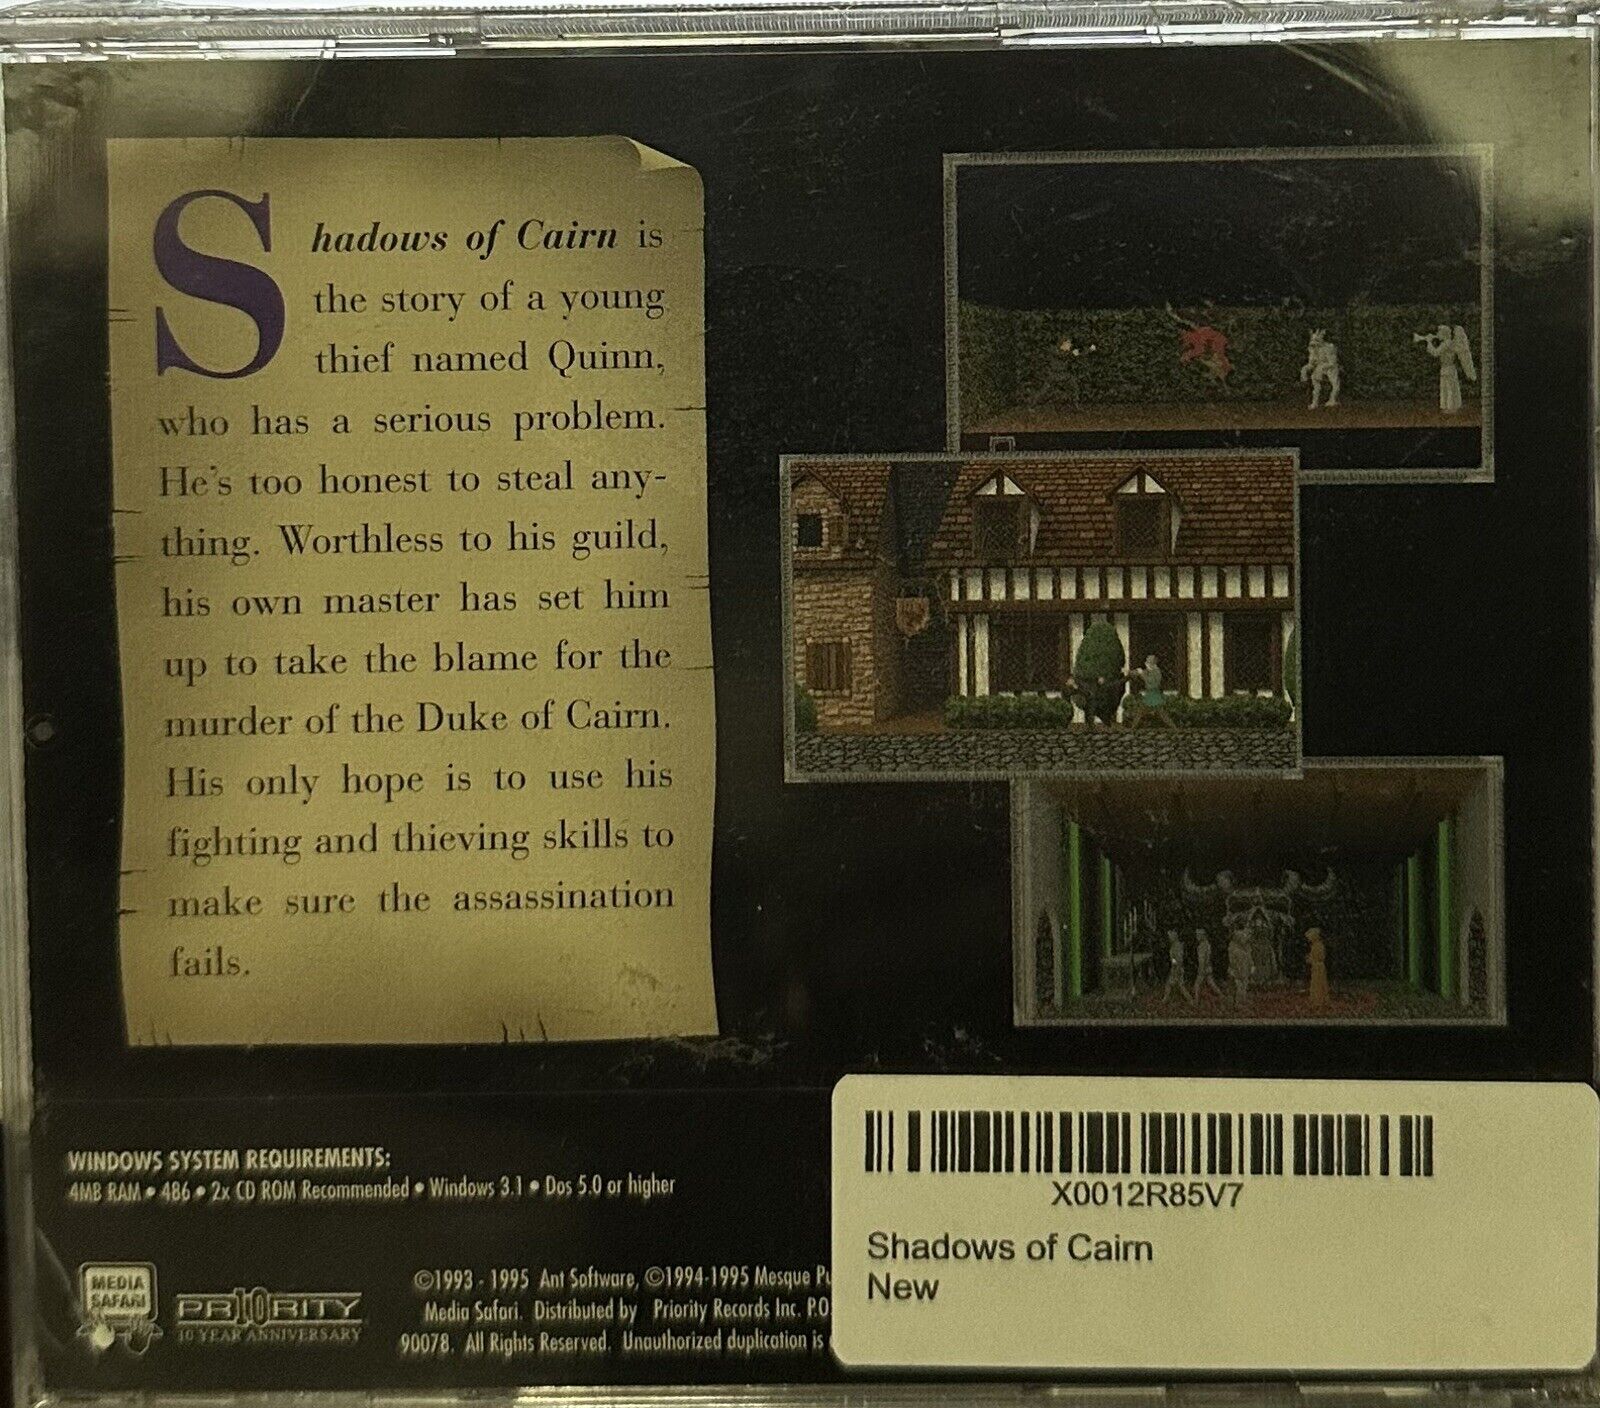 Shadows of Cairn is
the story of a young
thief named Quinn,
who has a serious problem.
He's too honest to steal any-
thing. Worthless to his guild,
his own master has set him
up to take the blame for the
murder of the Duke of Cairn.
His only hope is to use his
fighting and thieving skills to
make sure the assassination
fails.
WINDOWS SYSTEM REQUIREMENTS:
4MB RAM • 486 • 2x CD ROM Recommended • Windows 3.1 • Dos 5.0 or higher
MEDIA
SAFARI
PR10RITY
10 YEAR ANNIVERSARY
©1993 - 1995 Ant Software, ©1994-1995 Mesque
Media Safari. Distributed by Priority Records Inc. P.O.
90078. All Rights Reserved. Unauthorized duplication is
X0012R85V7
Shadows of Cairn
New